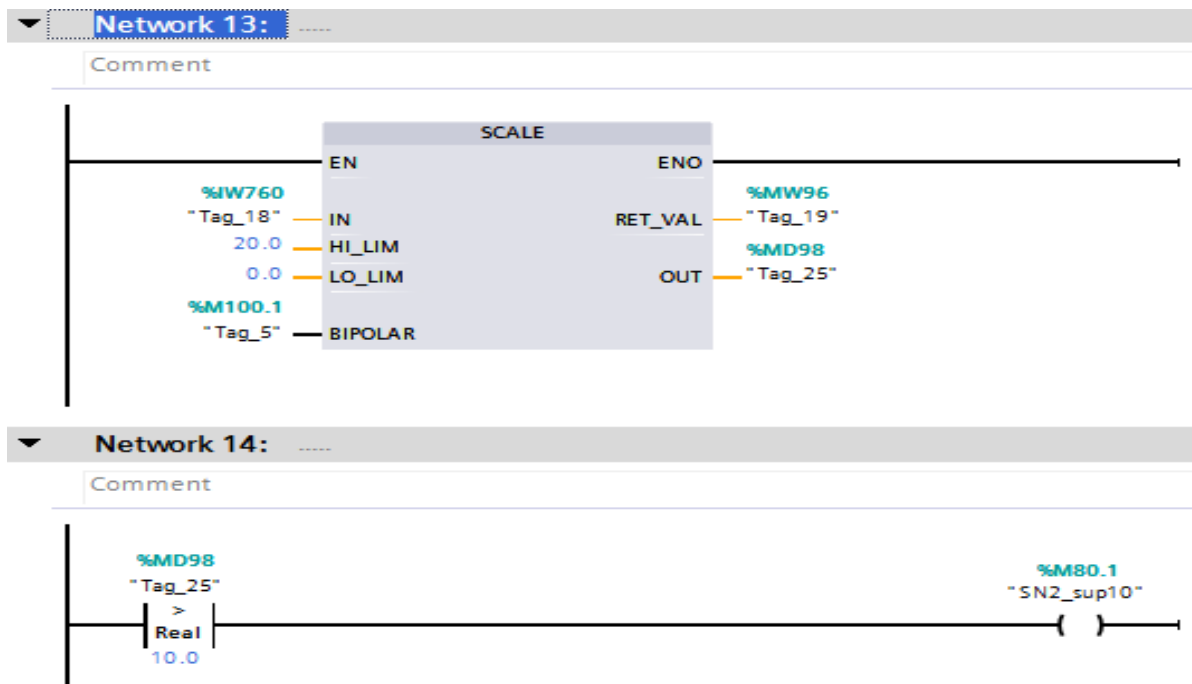 Network 13: .....
Comment
SCALE
EN ENO
%IW760 %MW96
"Tag_18" IN RET_VAL "Tag_19"
20.0 HI_LIM %MD98
0.0 LO_LIM OUT "Tag_25"
%M100.1
"Tag_5" BIPOLAR
Network 14: .....
Comment
%MD98 %M80.1
"Tag_25" "SN2_sup10"
>
Real ( )
10.0